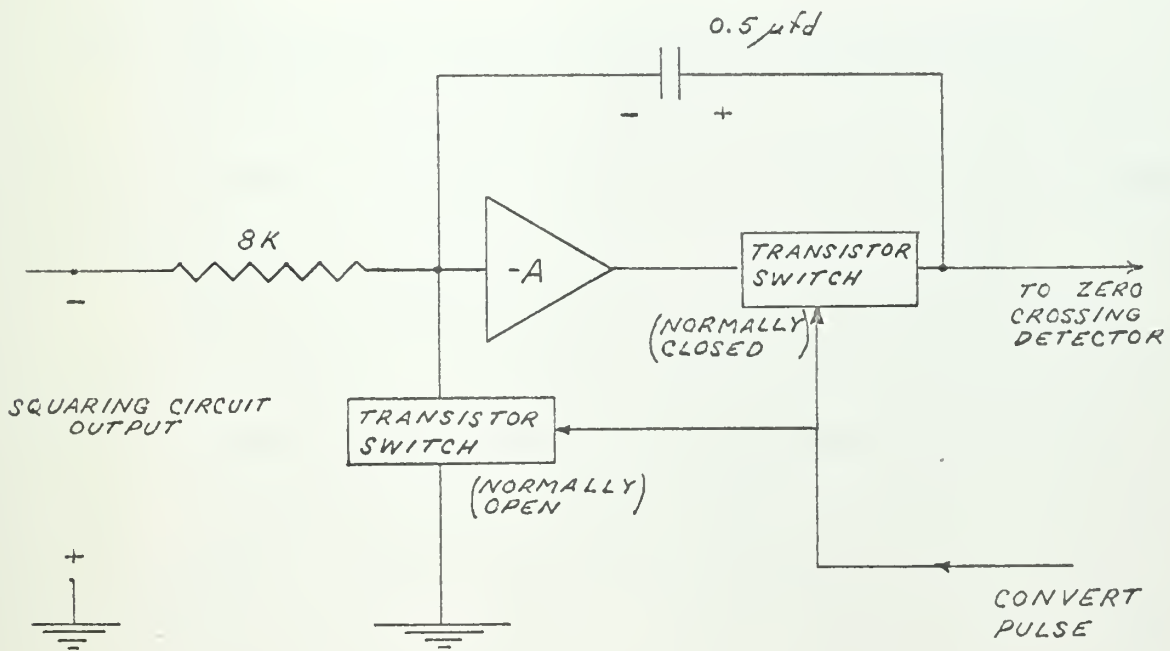 0.5 µfd
- +
8K
-A
TRANSISTOR
SWITCH
(NORMALLY)
CLOSED
TO ZERO
CROSSING
DETECTOR
-
SQUARING CIRCUIT
OUTPUT
TRANSISTOR
SWITCH
(NORMALLY)
OPEN
+
CONVERT
PULSE